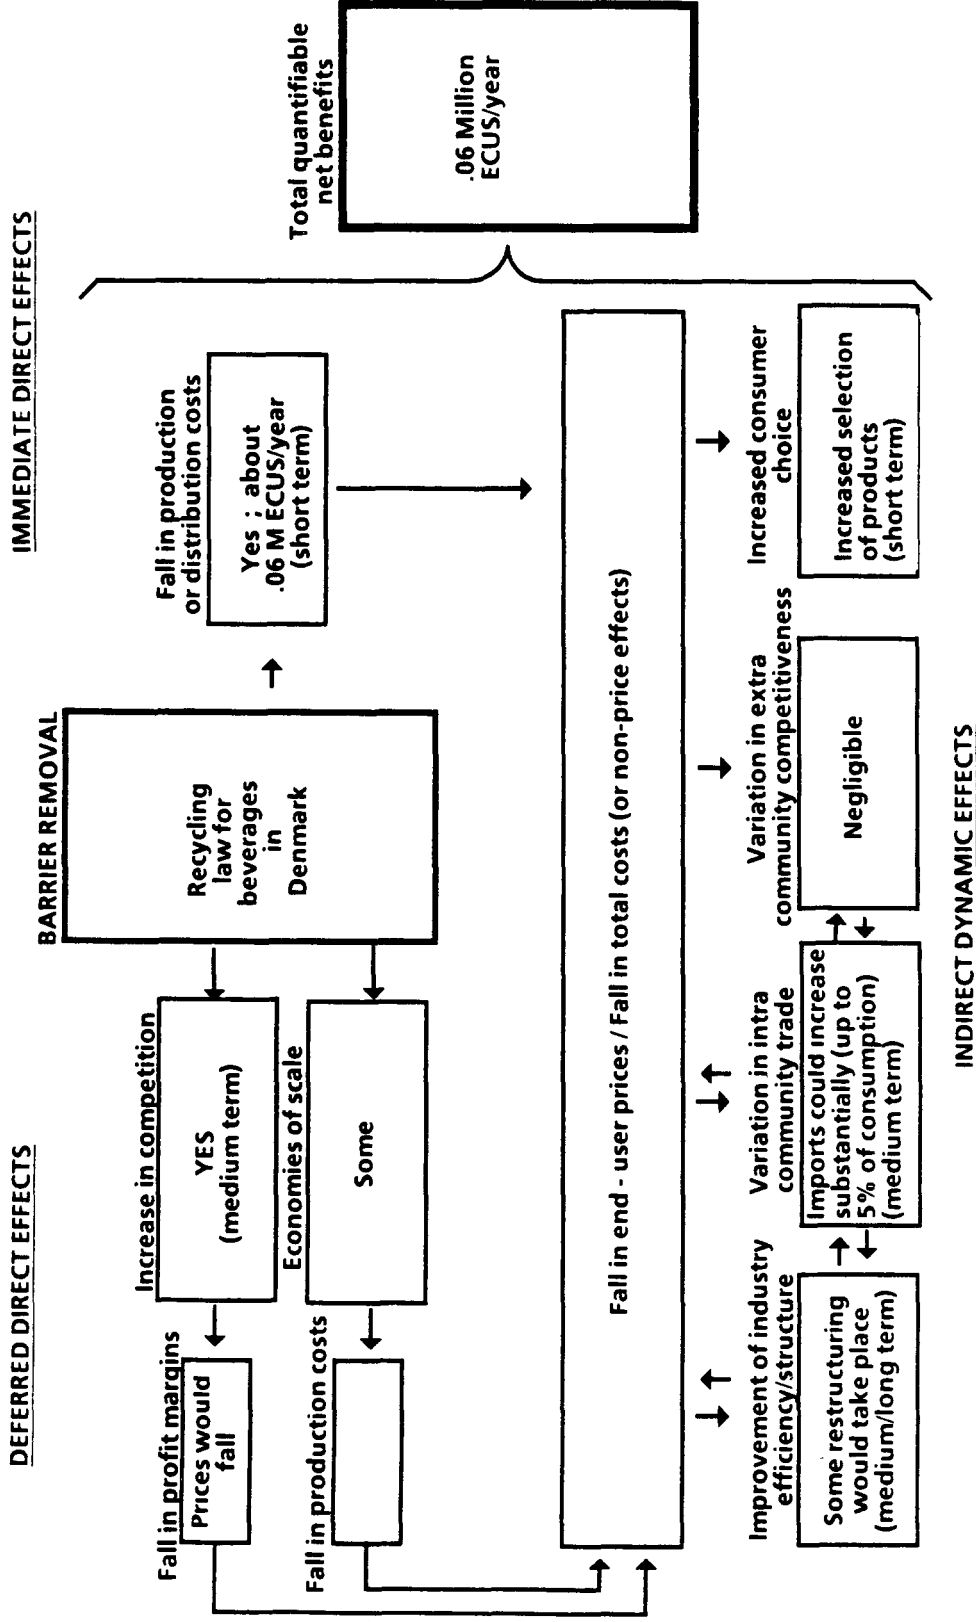 DEFERRED DIRECT EFFECTS
IMMEDIATE DIRECT EFFECTS
BARRIER REMOVAL
Recycling
law for
beverages
in
Denmark
Increase in competition
YES
(medium term)
Fall in profit margins
Prices would
fall
Economies of scale
Some
Fall in production costs
Fall in production
or distribution costs
Yes ; about
.06 M ECUS/year
(short term)
Total quantifiable
net benefits
.06 Million
ECUS/year
Fall in end - user prices / Fall in total costs (or non-price effects)
Improvement of industry
efficiency/structure
Some restructuring
would take place
(medium/long term)
Variation in intra
community trade
Imports could increase
substantially (up to
5% of consumption)
(medium term)
Variation in extra
community competitiveness
Negligible
Increased consumer
choice
Increased selection
of products
(short term)
INDIRECT DYNAMIC EFFECTS